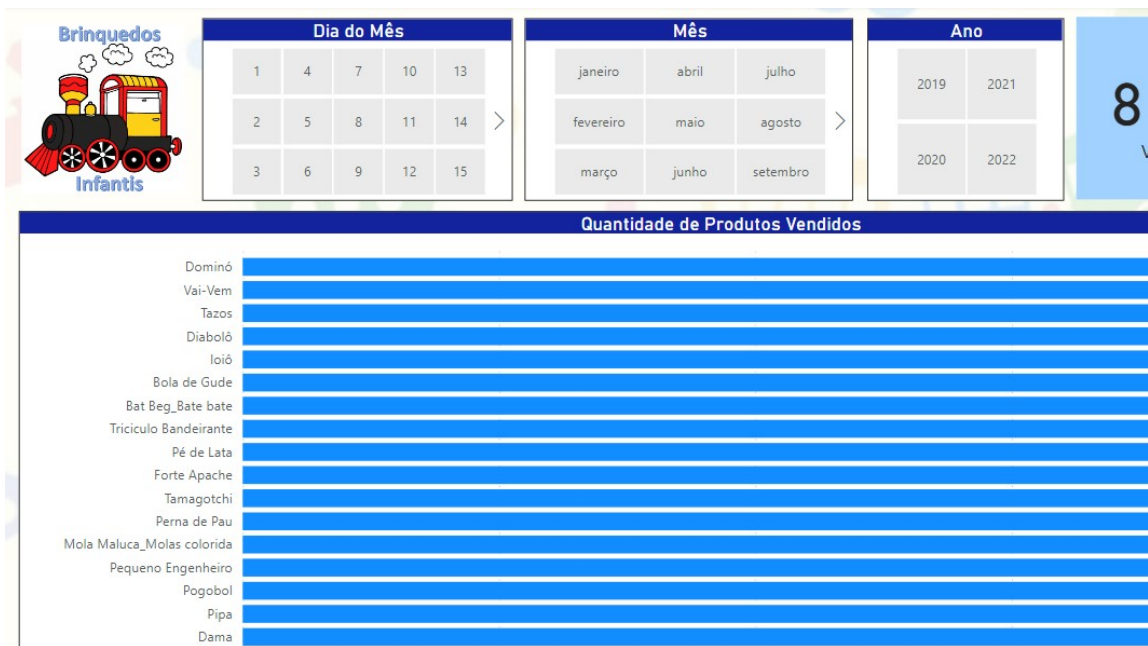 Brinquedos
Infantis
Dia do Mês
1 4 7 10 13
2 5 8 11 14
3 6 9 12 15
Mês
janeiro abril julho
fevereiro maio agosto
março junho setembro
Ano
2019 2021
2020 2022
8
Quantidade de Produtos Vendidos
Dominó
Vai-Vem
Tazos
Diabolô
Ioiô
Bola de Gude
Bat Beg_Bate bate
Triciculo Bandeirante
Pé de Lata
Forte Apache
Tamagotchi
Perna de Pau
Mola Maluca_Molas colorida
Pequeno Engenheiro
Pogobol
Pipa
Dama